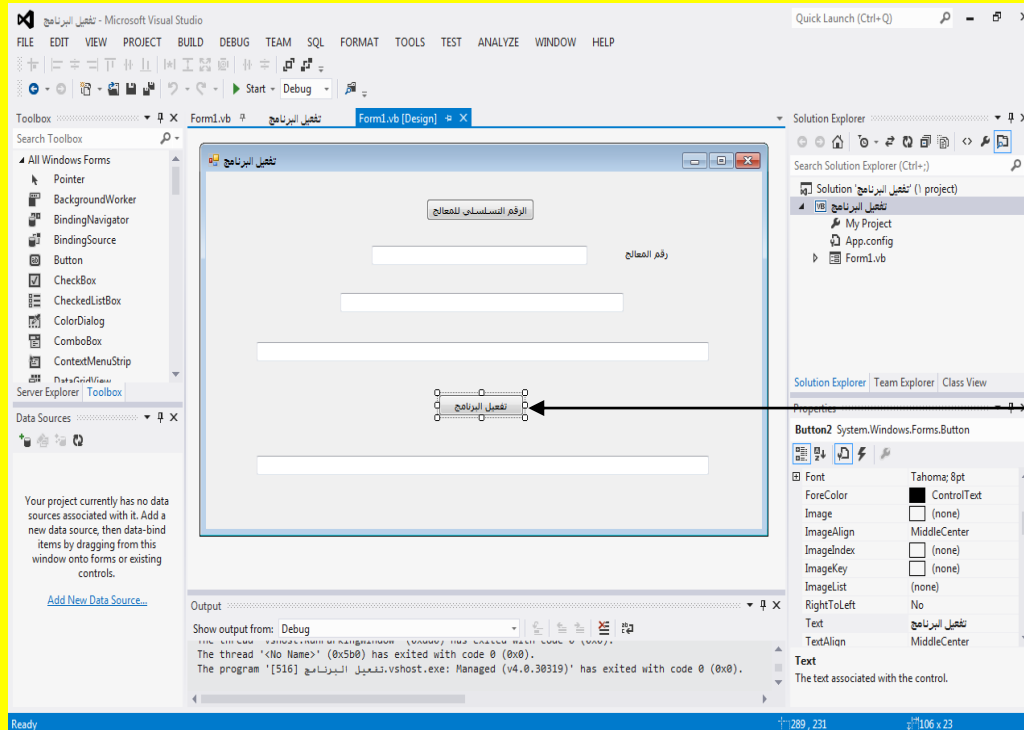 تفعيل البرنامج - Microsoft Visual Studio
Quick Launch (Ctrl+Q)
FILE EDIT VIEW PROJECT BUILD DEBUG TEAM SQL FORMAT TOOLS TEST ANALYZE WINDOW HELP
Start Debug
Toolbox
Form1.vb تفعيل البرنامج Form1.vb [Design]
Solution Explorer
Search Toolbox
All Windows Forms
Pointer
BackgroundWorker
BindingNavigator
BindingSource
Button
CheckBox
CheckedListBox
ColorDialog
ComboBox
ContextMenuStrip
DataGridView
Server Explorer Toolbox
تفعيل البرنامج
الرقم التسلسلي للمعالج
رقم المعالج
تفعيل البرنامج
Search Solution Explorer (Ctrl+;)
Solution 'تفعيل البرنامج' (١ project)
تفعيل البرنامج
My Project
App.config
Form1.vb
Solution Explorer Team Explorer Class View
Data Sources
Your project currently has no data
sources associated with it. Add a
new data source, then data-bind
items by dragging from this
window onto forms or existing
controls.
Add New Data Source...
Properties
Button2 System.Windows.Forms.Button
Font Tahoma; 8pt
ForeColor ControlText
Image (none)
ImageAlign MiddleCenter
ImageIndex (none)
ImageKey (none)
ImageList (none)
RightToLeft No
Text تفعيل البرنامج
TextAlign MiddleCenter
Text
The text associated with the control.
Output
Show output from: Debug
The thread '<No Name>' (0x5b0) has exited with code 0 (0x0).
The program '[516] تفعيل البرنامج.vshost.exe: Managed (v4.0.30319)' has exited with code 0 (0x0).
Ready
289 , 231
106 x 23